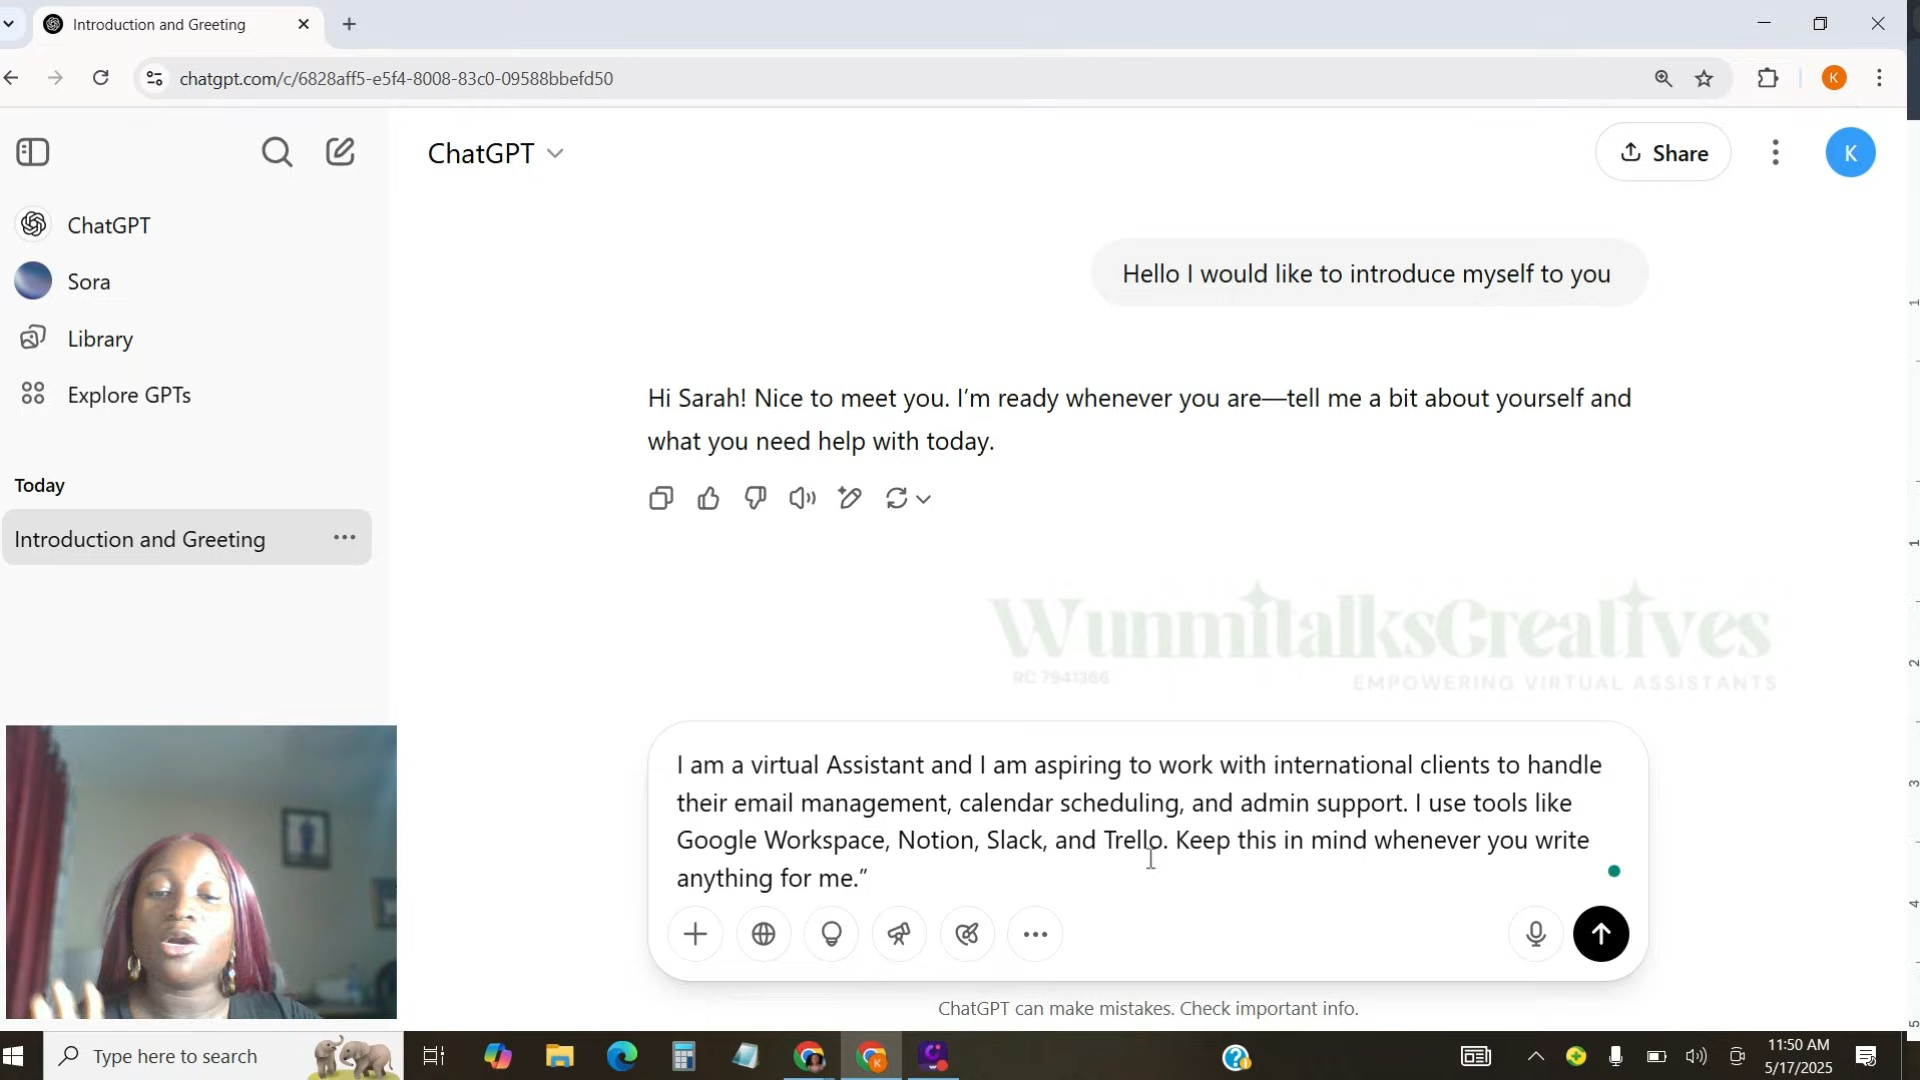 Introduction and Greeting
chatgpt.com/c/6828aff5-e5f4-8008-83c0-09588bbefd50
K
ChatGPT
Share
K
ChatGPT
Sora
Library
Explore GPTs
Today
Introduction and Greeting
Hello I would like to introduce myself to you
Hi Sarah! Nice to meet you. I'm ready whenever you are—tell me a bit about yourself and
what you need help with today.
WunmitalksCreatives
RC 7941366
EMPOWERING VIRTUAL ASSISTANTS
I am a virtual Assistant and I am aspiring to work with international clients to handle
their email management, calendar scheduling, and admin support. I use tools like
Google Workspace, Notion, Slack, and Trello. Keep this in mind whenever you write
anything for me.”
ChatGPT can make mistakes. Check important info.
Type here to search
11:50 AM
5/17/2025